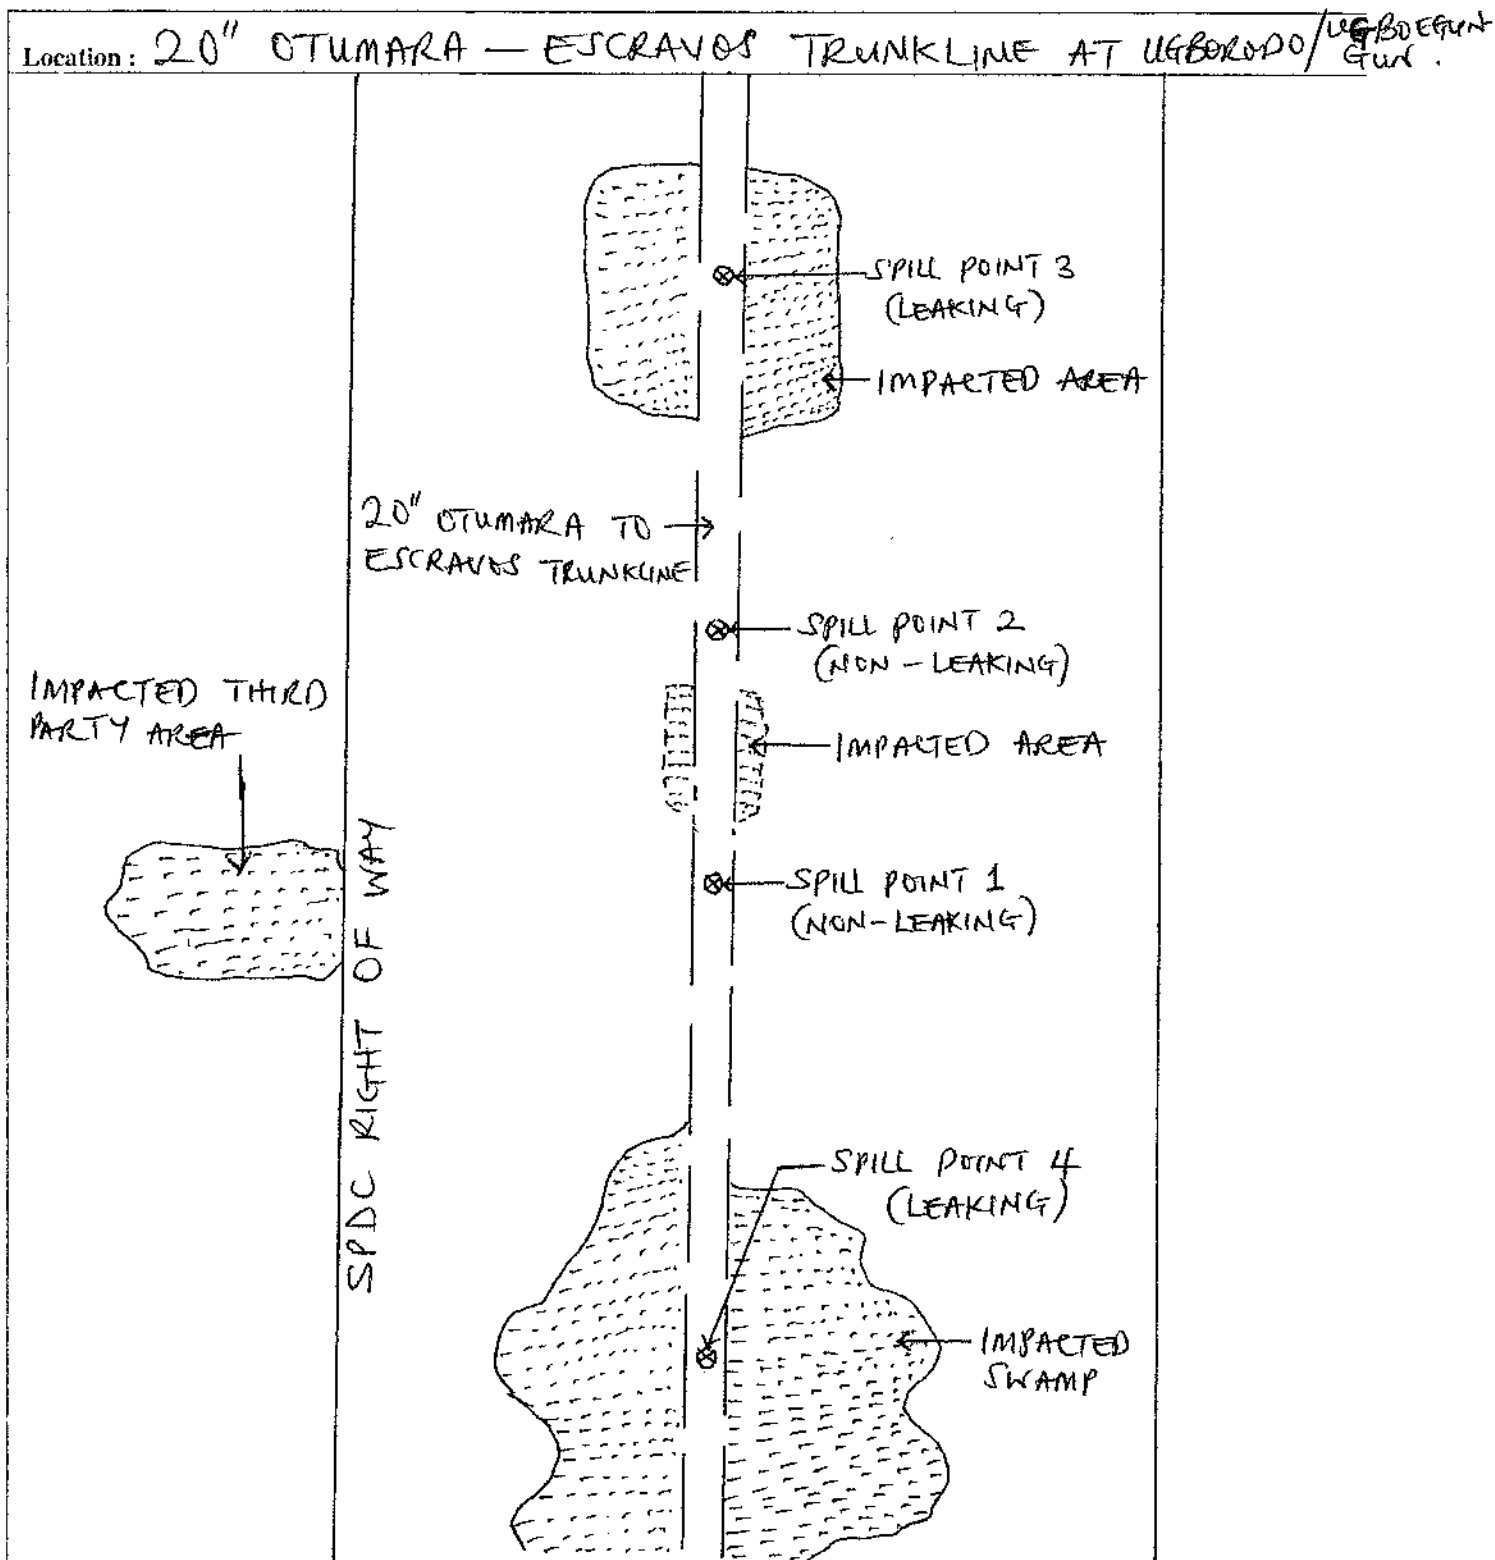 Location : 20" OTUMARA — ESCRAVOS TRUNKLINE AT UGBORODO/UGBOEGUN
GUN.
SPILL POINT 3
(LEAKING)
IMPACTED AREA
20" OTUMARA TO
ESCRAVOS TRUNKLINE
SPILL POINT 2
(NON-LEAKING)
IMPACTED THIRD
PARTY AREA
IMPACTED AREA
SPILL POINT 1
(NON-LEAKING)
SPDC RIGHT OF WAY
SPILL POINT 4
(LEAKING)
IMPACTED
SWAMP